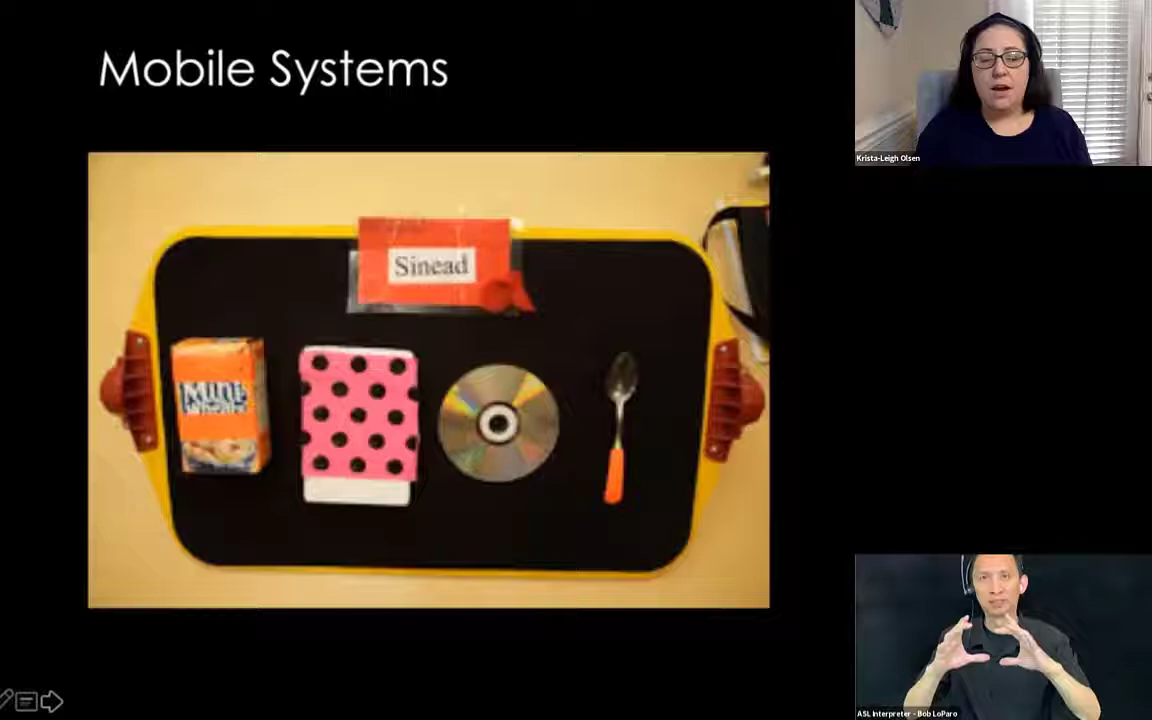 Mobile Systems
Krista-Leigh Olsen
Sinead
Mini
Wheats
ASL Interpreter - Bob LoParo